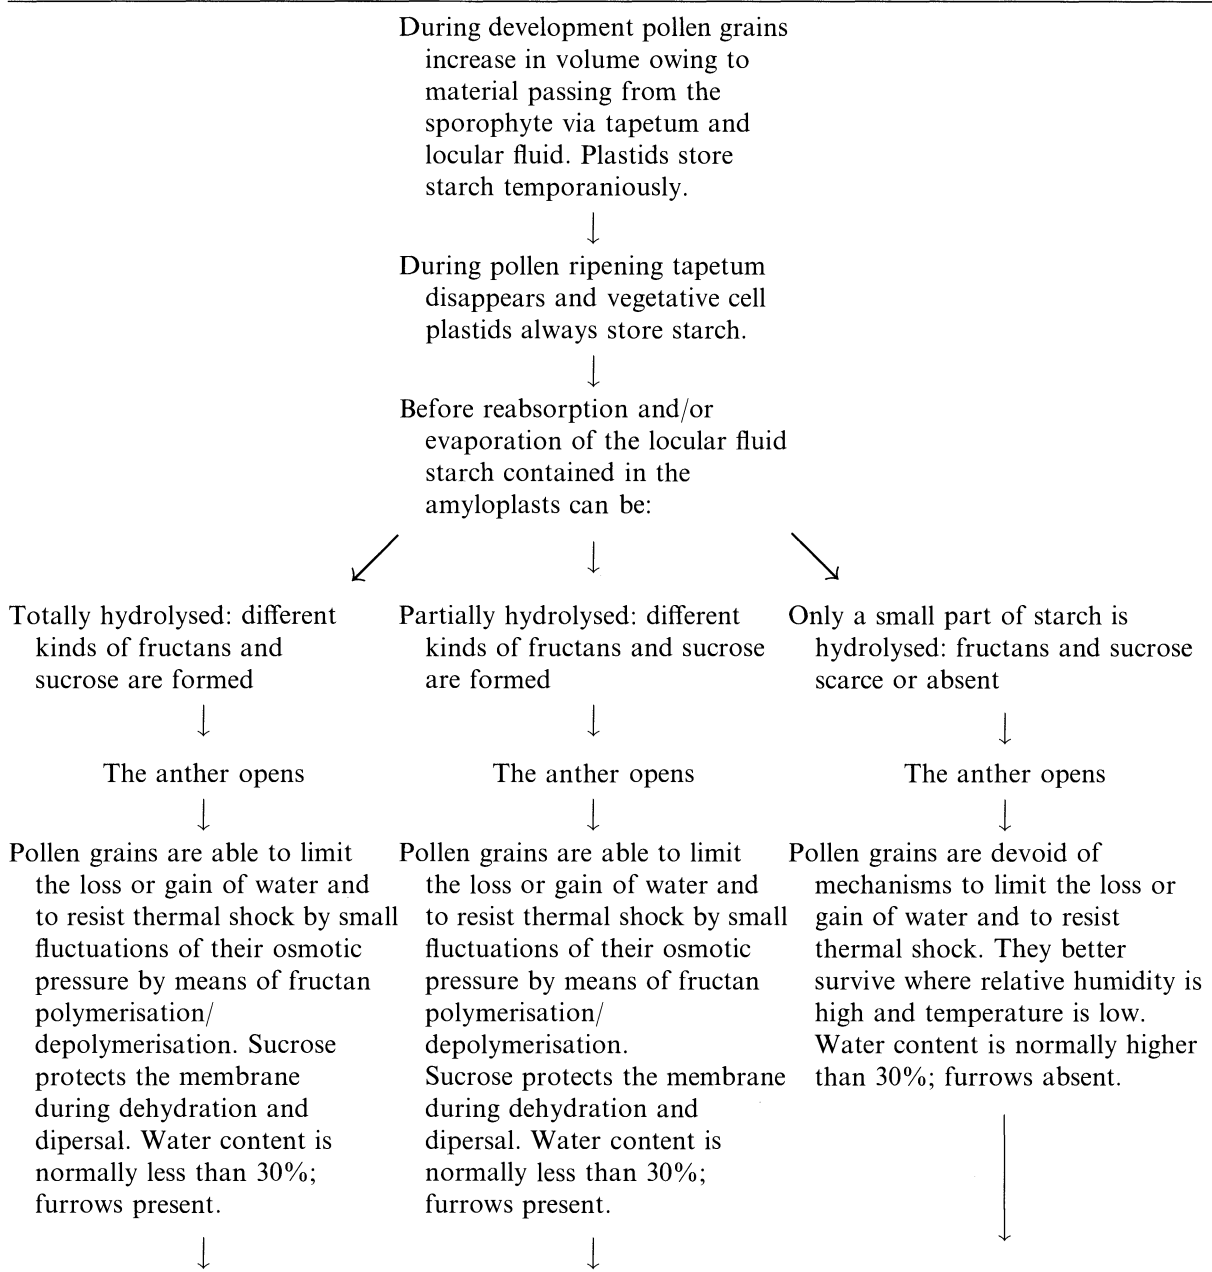 During development pollen grains
increase in volume owing to
material passing from the
sporophyte via tapetum and
locular fluid. Plastids store
starch temporaniously.
During pollen ripening tapetum
disappears and vegetative cell
plastids always store starch.
Before reabsorption and/or
evaporation of the locular fluid
starch contained in the
amyloplasts can be:
Totally hydrolysed: different
kinds of fructans and
sucrose are formed
The anther opens
Pollen grains are able to limit
the loss or gain of water and
to resist thermal shock by small
fluctuations of their osmotic
pressure by means of fructan
polymerisation/
depolymerisation. Sucrose
protects the membrane
during dehydration and
dipersal. Water content is
normally less than 30%;
furrows present.
Partially hydrolysed: different
kinds of fructans and sucrose
are formed
The anther opens
Pollen grains are able to limit
the loss or gain of water and
to resist thermal shock by small
fluctuations of their osmotic
pressure by means of fructan
polymerisation/
depolymerisation.
Sucrose protects the membrane
during dehydration and
dipersal. Water content is
normally less than 30%;
furrows present.
Only a small part of starch is
hydrolysed: fructans and sucrose
scarce or absent
The anther opens
Pollen grains are devoid of
mechanisms to limit the loss or
gain of water and to resist
thermal shock. They better
survive where relative humidity is
high and temperature is low.
Water content is normally higher
than 30%; furrows absent.